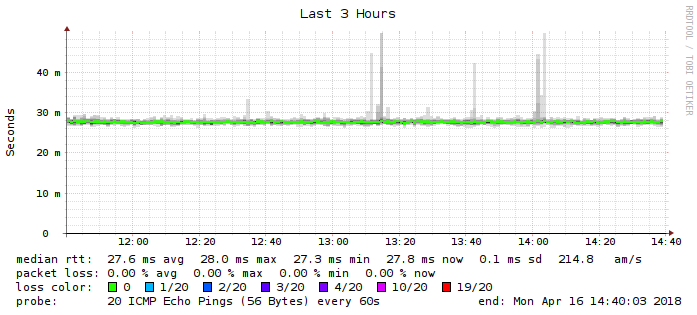 Last 3 Hours
RRDTOOL / TOBI OETIKER
Seconds
40 m
30 m
20 m
10 m
0
12:00 12:20 12:40 13:00 13:20 13:40 14:00 14:20 14:40
median rtt: 27.6 ms avg 28.0 ms max 27.3 ms min 27.8 ms now 0.1 ms sd 214.8 am/s
packet loss: 0.00 % avg 0.00 % max 0.00 % min 0.00 % now
loss color: 0 1/20 2/20 3/20 4/20 10/20 19/20
probe: 20 ICMP Echo Pings (56 Bytes) every 60s end: Mon Apr 16 14:40:03 2018